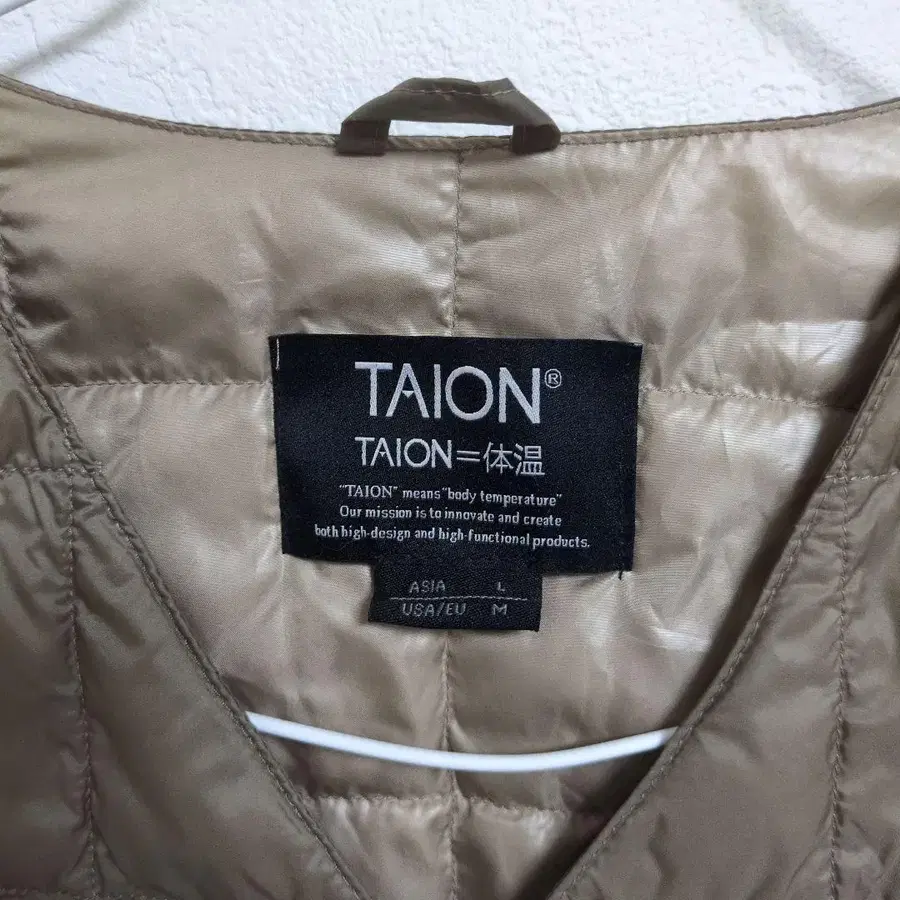 TAION®
TAION=体温
"TAION" means "body temperature"
Our mission is to innovate and create
both high-design and high-functional products.
ASIA L
USA/EU M